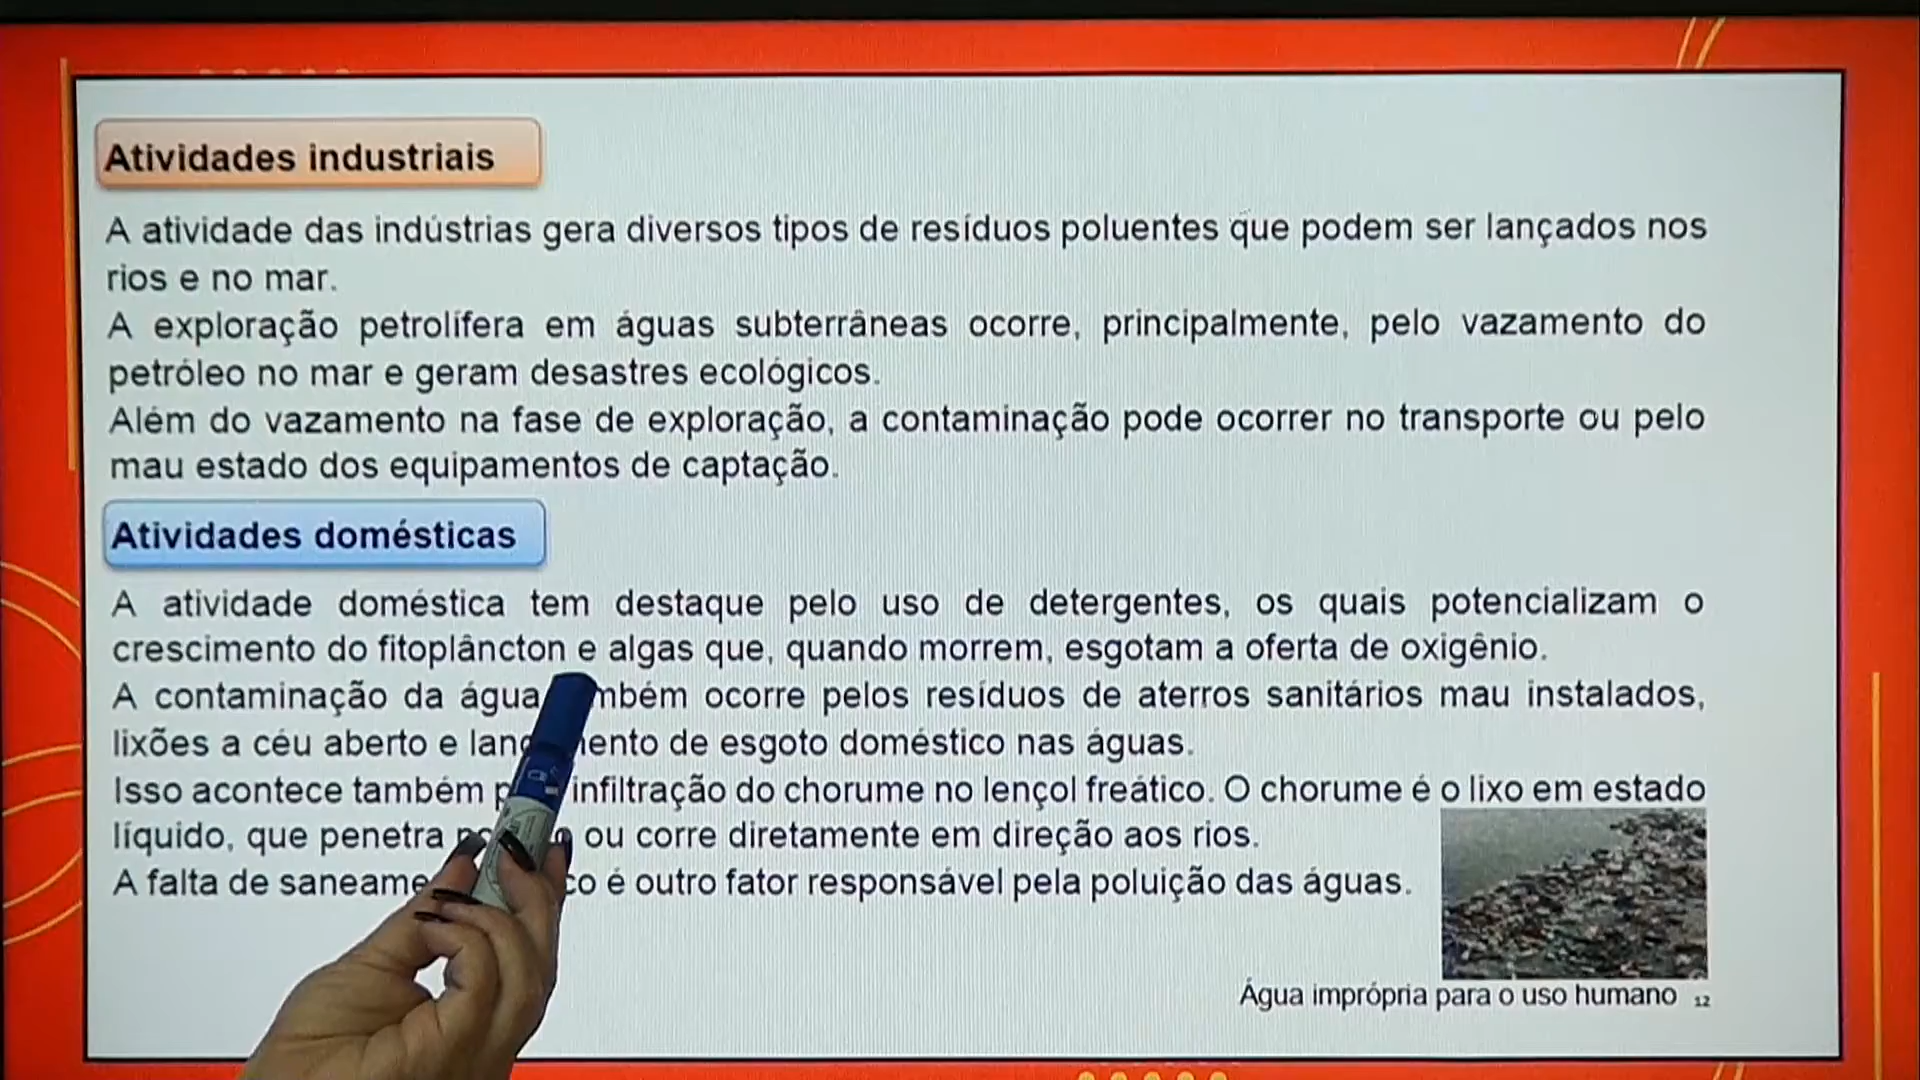 Atividades industriais
A atividade das indústrias gera diversos tipos de resíduos poluentes que podem ser lançados nos
rios e no mar.
A exploração petrolífera em águas subterrâneas ocorre, principalmente, pelo vazamento do
petróleo no mar e geram desastres ecológicos.
Além do vazamento na fase de exploração, a contaminação pode ocorrer no transporte ou pelo
mau estado dos equipamentos de captação.
Atividades domésticas
A atividade doméstica tem destaque pelo uso de detergentes, os quais potencializam o
crescimento do fitoplâncton e algas que, quando morrem, esgotam a oferta de oxigênio.
A contaminação da água ocorre pelos resíduos de aterros sanitários mau instalados,
lixões a céu aberto e de esgoto doméstico nas águas.
Isso acontece também infiltração do chorume no lençol freático. O chorume é o lixo em estado
líquido, que penetra ou corre diretamente em direção aos rios.
A falta de é outro fator responsável pela poluição das águas.
Água imprópria para o uso humano 12